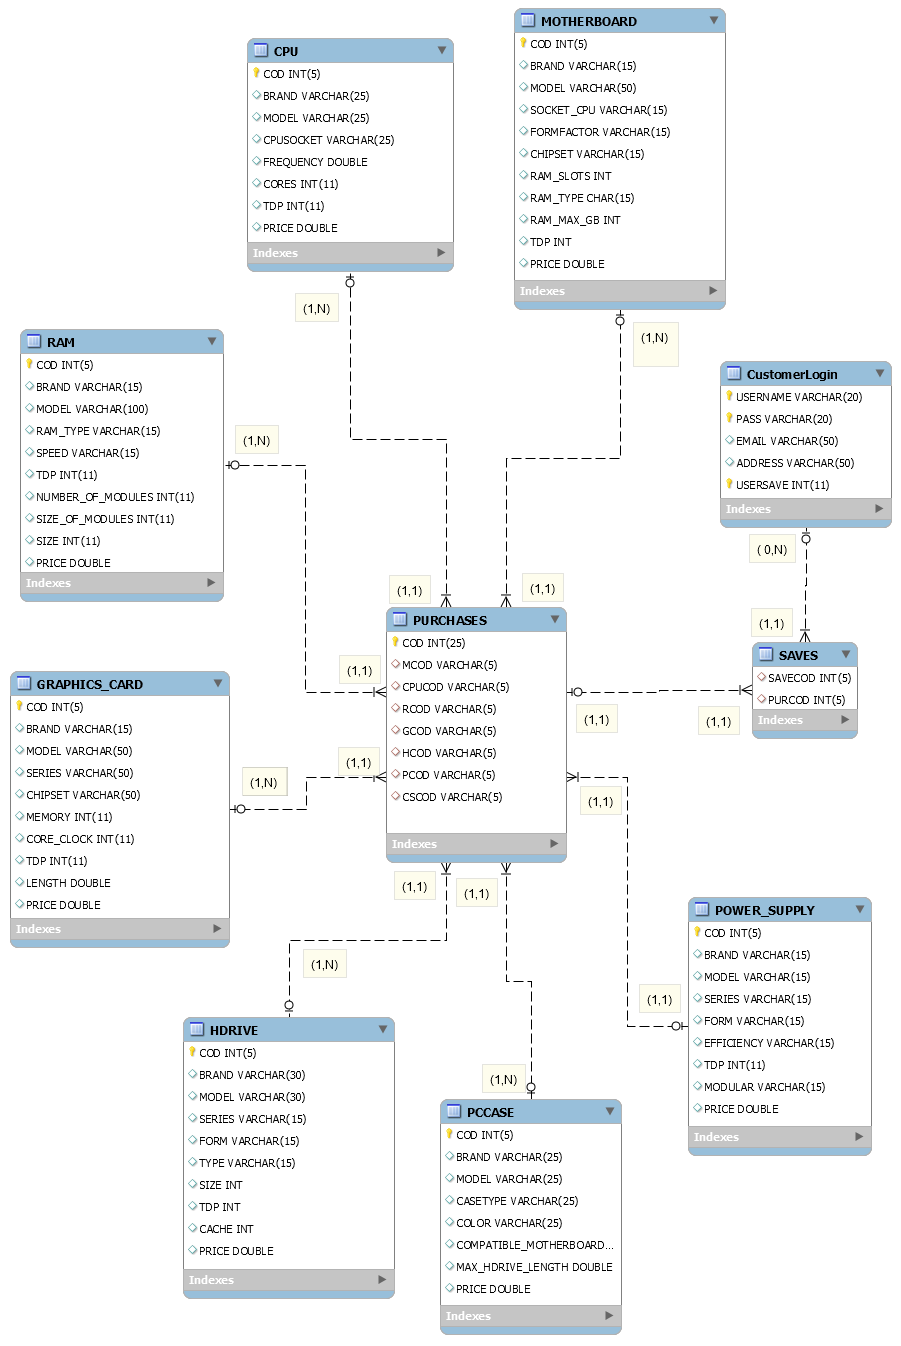 MOTHERBOARD
COD INT(5)
BRAND VARCHAR(15)
MODEL VARCHAR(50)
SOCKET_CPU VARCHAR(15)
FORMFACTOR VARCHAR(15)
CHIPSET VARCHAR(15)
RAM_SLOTS INT
RAM_TYPE CHAR(15)
RAM_MAX_GB INT
TDP INT
PRICE DOUBLE
Indexes
CPU
COD INT(5)
BRAND VARCHAR(25)
MODEL VARCHAR(25)
CPUSOCKET VARCHAR(25)
FREQUENCY DOUBLE
CORES INT(11)
TDP INT(11)
PRICE DOUBLE
Indexes
(1,N)
(1,N)
RAM
COD INT(5)
BRAND VARCHAR(15)
MODEL VARCHAR(100)
RAM_TYPE VARCHAR(15)
SPEED VARCHAR(15)
TDP INT(11)
NUMBER_OF_MODULES INT(11)
SIZE_OF_MODULES INT(11)
SIZE INT(11)
PRICE DOUBLE
Indexes
(1,N)
CustomerLogin
USERNAME VARCHAR(20)
PASS VARCHAR(20)
EMAIL VARCHAR(50)
ADDRESS VARCHAR(50)
USERSAVE INT(11)
Indexes
( 0,N)
(1,1)
(1,1)
(1,1)
PURCHASES
COD INT(25)
MCOD VARCHAR(5)
CPUCOD VARCHAR(5)
RCOD VARCHAR(5)
GCOD VARCHAR(5)
HCOD VARCHAR(5)
PCOD VARCHAR(5)
CSCOD VARCHAR(5)
Indexes
(1,1)
SAVES
SAVECOD INT(5)
PURCOD INT(5)
Indexes
(1,1)
(1,1)
(1,1)
GRAPHICS_CARD
COD INT(5)
BRAND VARCHAR(15)
MODEL VARCHAR(50)
SERIES VARCHAR(50)
CHIPSET VARCHAR(50)
MEMORY INT(11)
CORE_CLOCK INT(11)
TDP INT(11)
LENGTH DOUBLE
PRICE DOUBLE
Indexes
(1,N)
(1,1)
(1,1)
(1,1)
(1,1)
(1,N)
POWER_SUPPLY
COD INT(5)
BRAND VARCHAR(15)
MODEL VARCHAR(15)
SERIES VARCHAR(15)
FORM VARCHAR(15)
EFFICIENCY VARCHAR(15)
TDP INT(11)
MODULAR VARCHAR(15)
PRICE DOUBLE
Indexes
(1,1)
HDRIVE
COD INT(5)
BRAND VARCHAR(30)
MODEL VARCHAR(30)
SERIES VARCHAR(15)
FORM VARCHAR(15)
TYPE VARCHAR(15)
SIZE INT
TDP INT
CACHE INT
PRICE DOUBLE
Indexes
(1,N)
PCCASE
COD INT(5)
BRAND VARCHAR(25)
MODEL VARCHAR(25)
CASETYPE VARCHAR(25)
COLOR VARCHAR(25)
COMPATIBLE_MOTHERBOARD...
MAX_HDRIVE_LENGTH DOUBLE
PRICE DOUBLE
Indexes